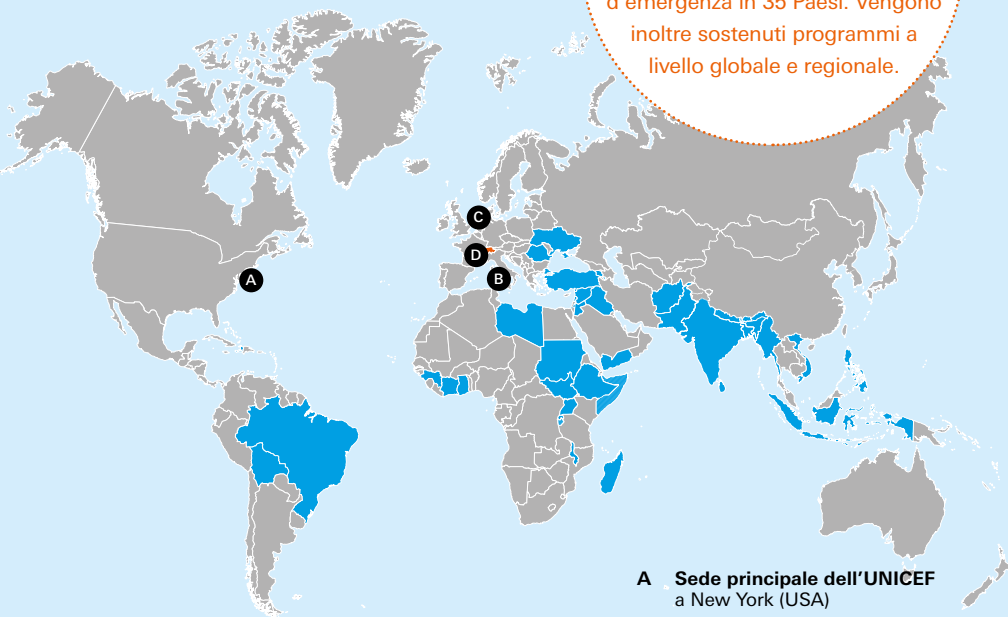 d'emergenza in 35 Paesi. Vengono
inoltre sostenuti programmi a
livello globale e regionale.
C
D
A
B
A Sede principale dell'UNICEF
a New York (USA)